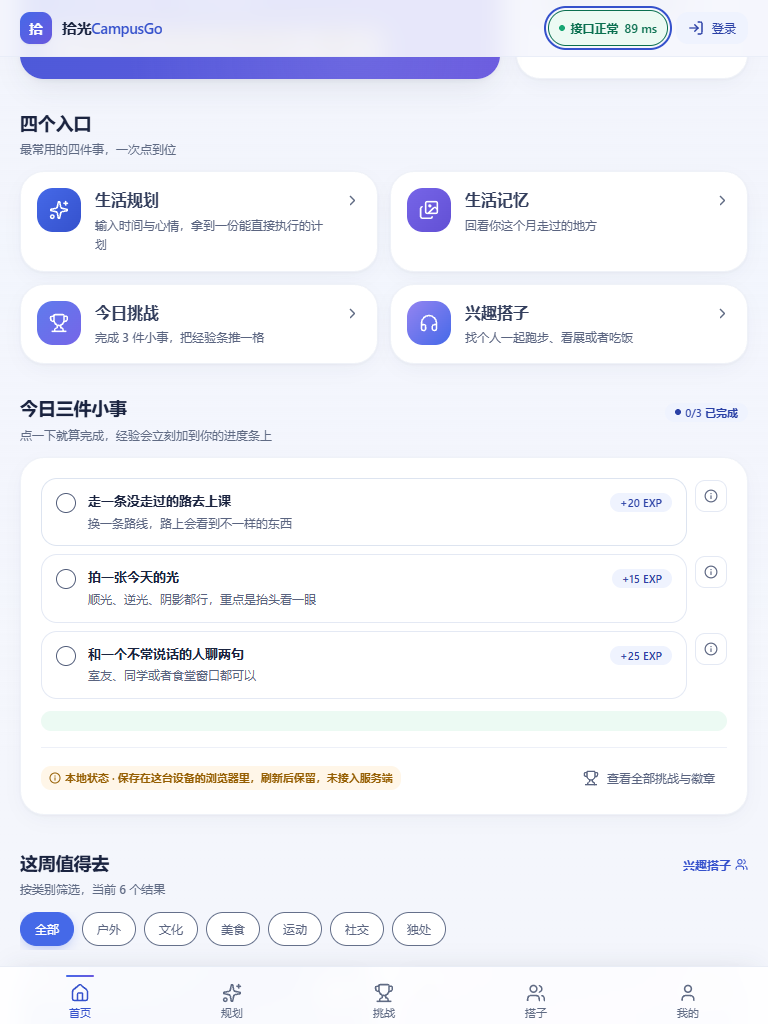 拾 拾光CampusGo 接口正常 89 ms 登录
四个入口
最常用的四件事，一次点到位
生活规划
输入时间与心情，拿到一份能直接执行的计
划
生活记忆
回看你这个月走过的地方
今日挑战
完成 3 件小事，把经验条推一格
兴趣搭子
找个人一起跑步、看展或者吃饭
今日三件小事
0/3 已完成
点一下就算完成，经验会立刻加到你的进度条上
走一条没走过的路去上课
+20 EXP
换一条路线，路上会看到不一样的东西
拍一张今天的光
+15 EXP
顺光、逆光、阴影都行，重点是抬头看一眼
和一个不常说话的人聊两句
+25 EXP
室友、同学或者食堂窗口都可以
本地状态 · 保存在这台设备的浏览器里，刷新后保留，未接入服务端
查看全部挑战与徽章
这周值得去
兴趣搭子
按类别筛选，当前 6 个结果
全部 户外 文化 美食 运动 社交 独处
首页 规划 挑战 搭子 我的